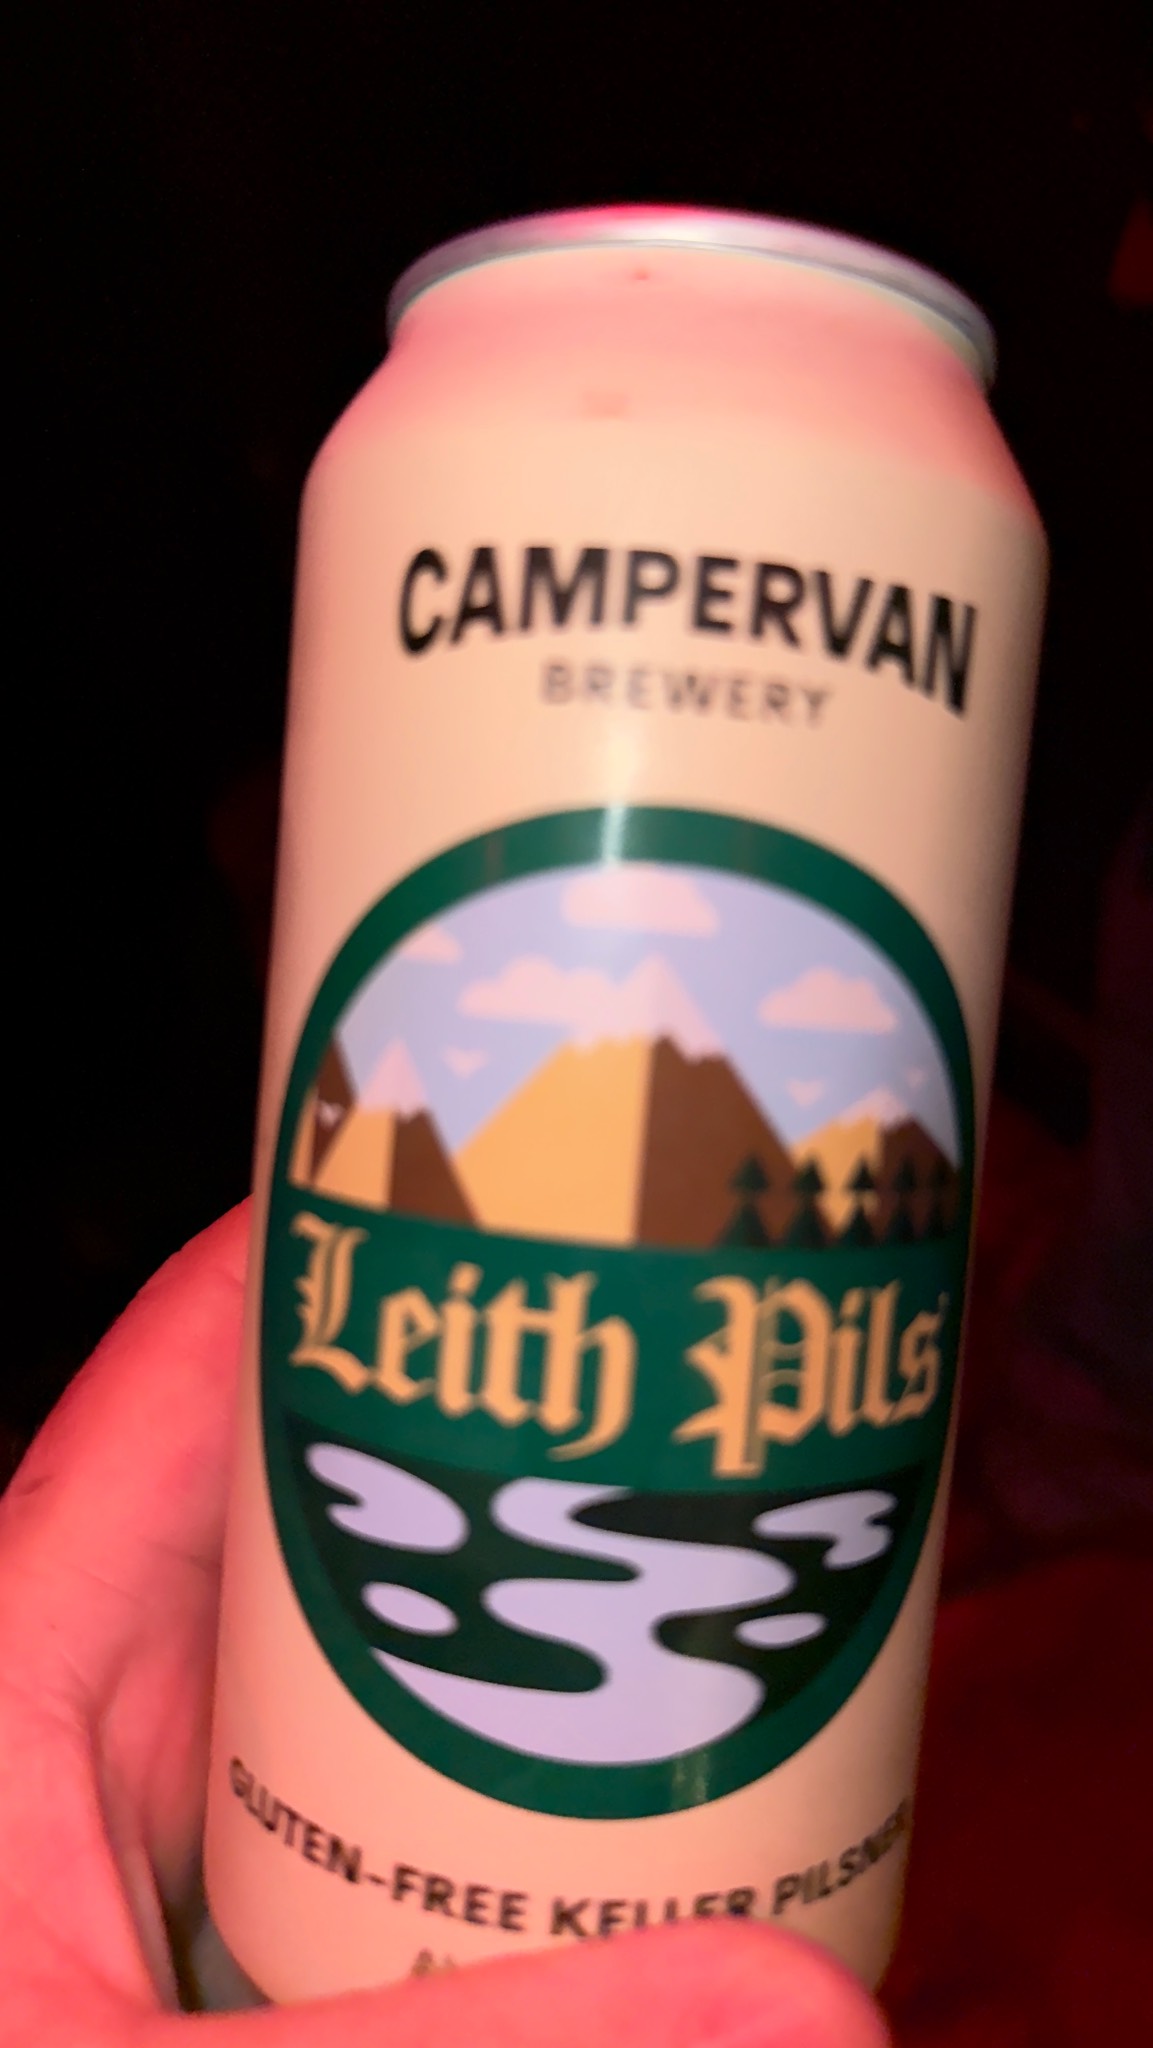 CAMPERVAN
BREWERY
Leith Pils
GLUTEN-FREE KELLER PILSNER